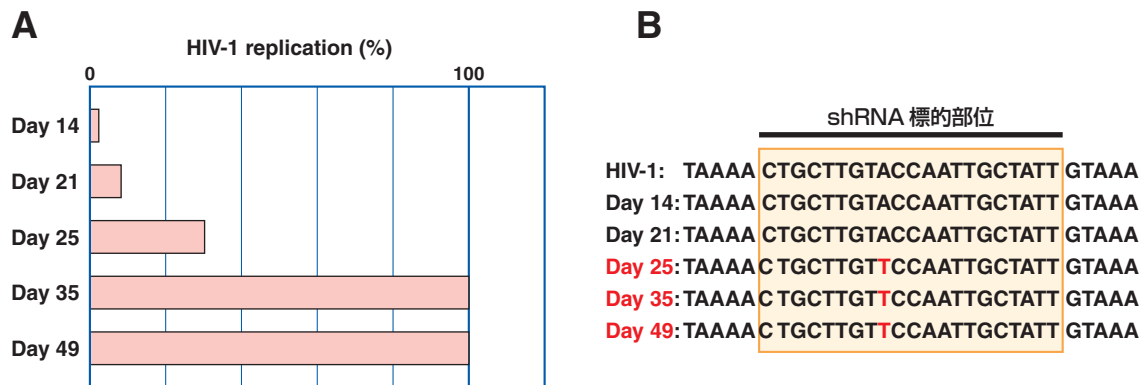 A
HIV-1 replication (%)
0 100
Day 14
Day 21
Day 25
Day 35
Day 49
B
shRNA 標的部位
HIV-1: TAAAA CTGCTTGTACCAATTGCTATT GTAAA
Day 14: TAAAA CTGCTTGTACCAATTGCTATT GTAAA
Day 21: TAAAA CTGCTTGTACCAATTGCTATT GTAAA
Day 25: TAAAA CTGCTTGTTCCAATTGCTATT GTAAA
Day 35: TAAAA CTGCTTGTTCCAATTGCTATT GTAAA
Day 49: TAAAA CTGCTTGTTCCAATTGCTATT GTAAA